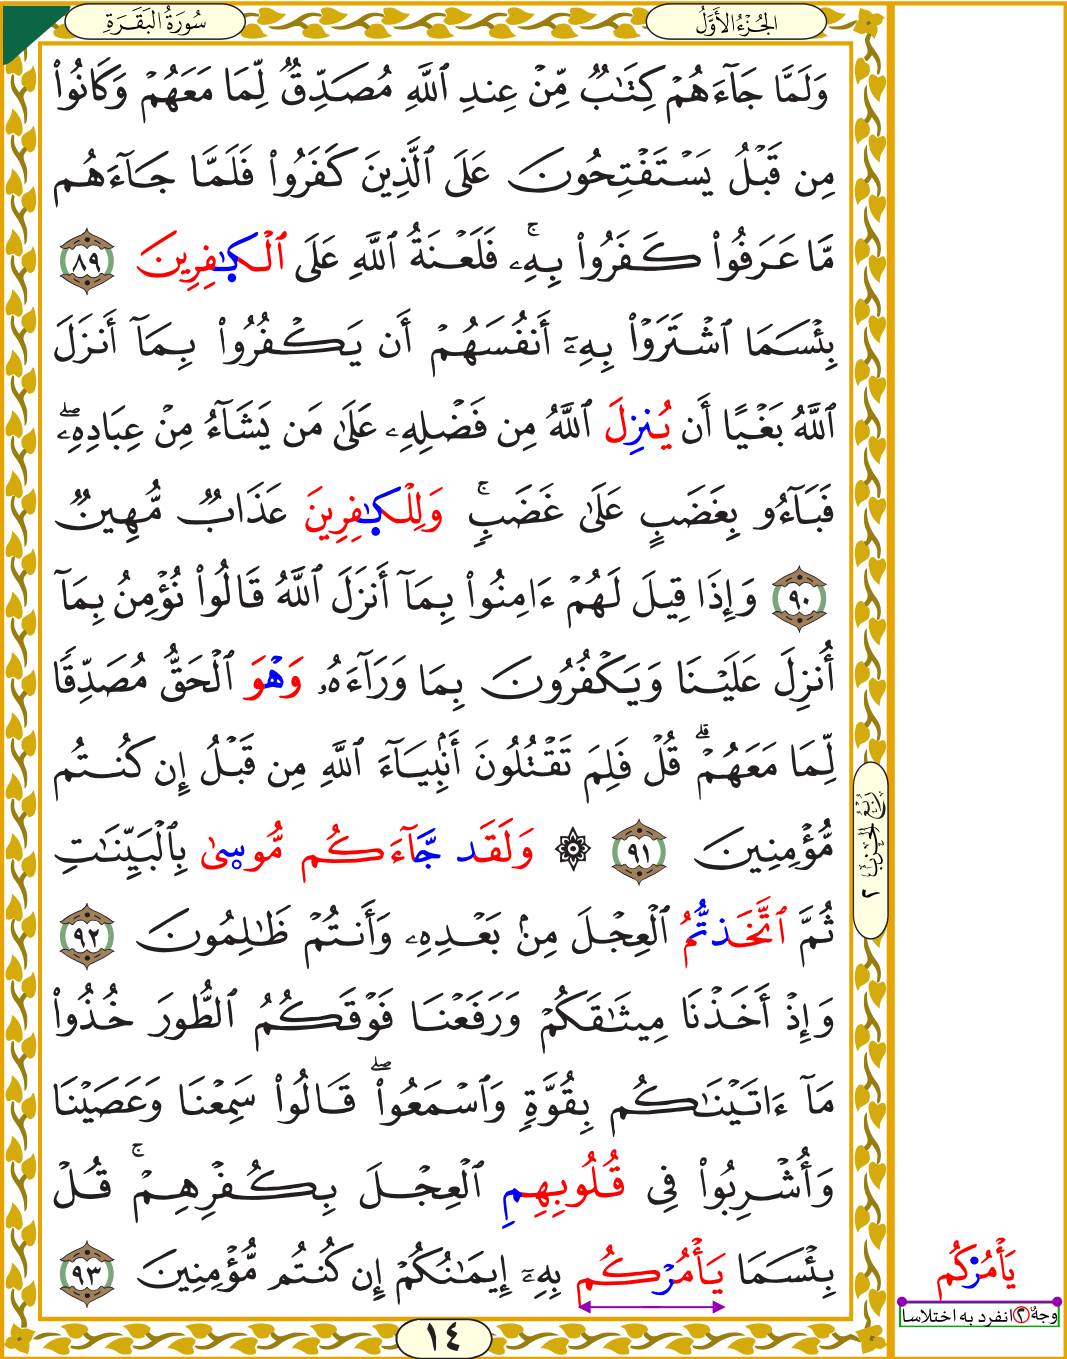 سُورَةُ البَقَرَةِ
الجُزْءُ الأَوَّلُ
وَلَمَّا جَآءَهُمْ كِتَٰبٌ مِّنْ عِندِ ٱللَّهِ مُصَدِّقٌ لِّمَا مَعَهُمْ وَكَانُواْ
مِن قَبْلُ يَسْتَفْتِحُونَ عَلَى ٱلَّذِينَ كَفَرُواْ فَلَمَّا جَآءَهُم
مَّا عَرَفُواْ كَفَرُواْ بِهِۦۚ فَلَعْنَةُ ٱللَّهِ عَلَى ٱلْكَٰفِرِينَ ٨٩
بِئْسَمَا ٱشْتَرَوْاْ بِهِۦٓ أَنفُسَهُمْ أَن يَكْفُرُواْ بِمَآ أَنزَلَ
ٱللَّهُ بَغْيًا أَن يُنزِلَ ٱللَّهُ مِن فَضْلِهِۦ عَلَىٰ مَن يَشَآءُ مِنْ عِبَادِهِۦۖ
فَبَآءُو بِغَضَبٍ عَلَىٰ غَضَبٍۚ وَلِلْكَٰفِرِينَ عَذَابٌ مُّهِينٌ
٩٠ وَإِذَا قِيلَ لَهُمْ ءَامِنُواْ بِمَآ أَنزَلَ ٱللَّهُ قَالُواْ نُؤْمِنُ بِمَآ
أُنزِلَ عَلَيْنَا وَيَكْفُرُونَ بِمَا وَرَآءَهُۥ وَهْوَ ٱلْحَقُّ مُصَدِّقًا
لِّمَا مَعَهُمْۗ قُلْ فَلِمَ تَقْتُلُونَ أَنۢبِيَآءَ ٱللَّهِ مِن قَبْلُ إِن كُنتُم
مُّؤْمِنِينَ ٩١ ۞ وَلَقَد جَّآءَكُم مُّوسۭىٰ بِٱلْبَيِّنَٰتِ
ثُمَّ ٱتَّخَذتُّمُ ٱلْعِجْلَ مِنۢ بَعْدِهِۦ وَأَنتُمْ ظَٰلِمُونَ ٩٢
وَإِذْ أَخَذْنَا مِيثَٰقَكُمْ وَرَفَعْنَا فَوْقَكُمُ ٱلطُّورَ خُذُواْ
مَآ ءَاتَيْنَٰكُم بِقُوَّةٍ وَٱسْمَعُواْۖ قَالُواْ سَمِعْنَا وَعَصَيْنَا
وَأُشْرِبُواْ فِى قُلُوبِهِمِ ٱلْعِجْلَ بِكُفْرِهِمْۚ قُلْ
بِئْسَمَا يَأْمُرْكُم بِهِۦٓ إِيمَٰنُكُمْ إِن كُنتُم مُّؤْمِنِينَ ٩٣
١٤
رُبْعُ الحِزْبِ ٢
يَأْمُرْكُم
وجهٌ ٢ انفرد به اختلاسا